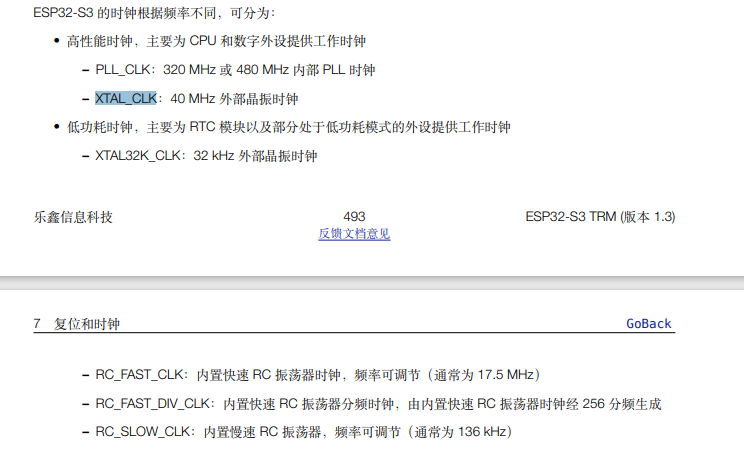 ESP32-S3 的时钟根据频率不同，可分为：
• 高性能时钟，主要为 CPU 和数字外设提供工作时钟
– PLL_CLK：320 MHz 或 480 MHz 内部 PLL 时钟
– XTAL_CLK：40 MHz 外部晶振时钟
• 低功耗时钟，主要为 RTC 模块以及部分处于低功耗模式的外设提供工作时钟
– XTAL32K_CLK：32 kHz 外部晶振时钟
乐鑫信息科技 493 ESP32-S3 TRM (版本 1.3)
反馈文档意见
7 复位和时钟 GoBack
– RC_FAST_CLK：内置快速 RC 振荡器时钟，频率可调节（通常为 17.5 MHz）
– RC_FAST_DIV_CLK：内置快速 RC 振荡器分频时钟，由内置快速 RC 振荡器时钟经 256 分频生成
– RC_SLOW_CLK：内置慢速 RC 振荡器，频率可调节（通常为 136 kHz）